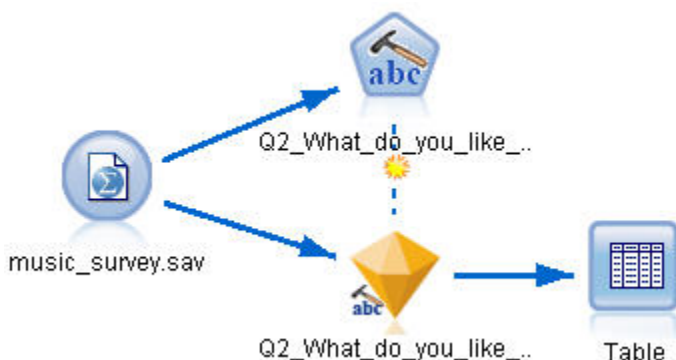 abc
Q2_What_do_you_like_..
music_survey.sav
abc
Q2_What_do_you_like_..
Table